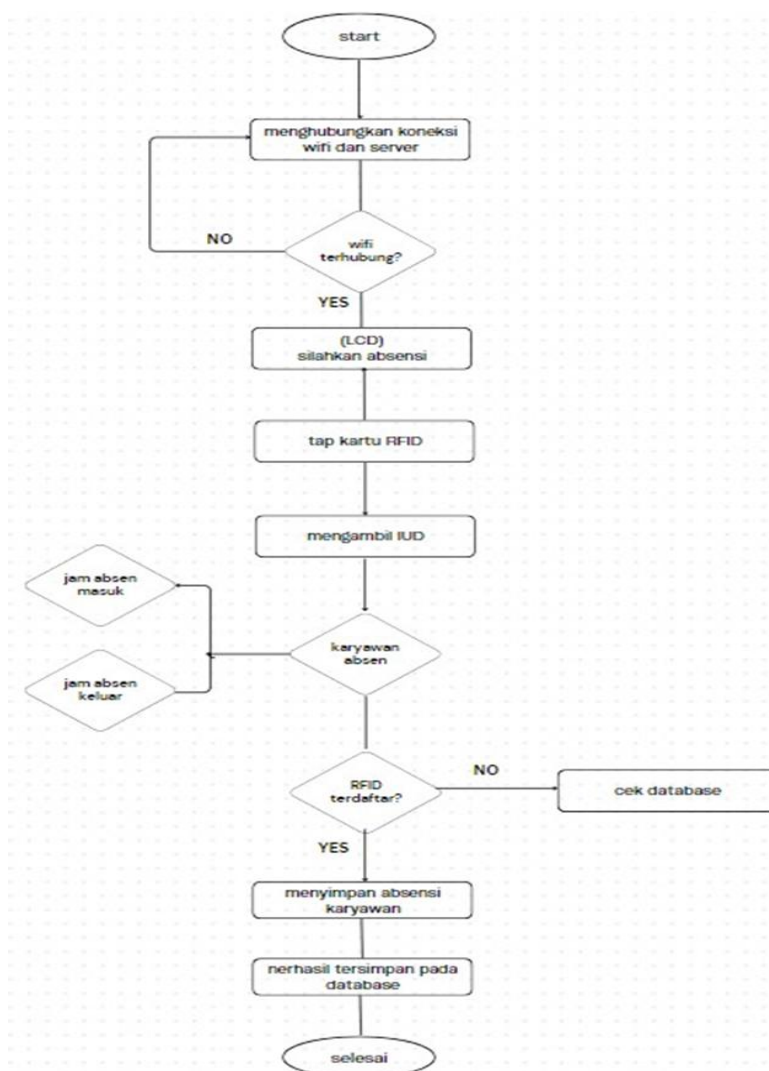 start
menghubungkan koneksi
wifi dan server
NO
wifi
terhubung?
YES
(LCD)
silahkan absensi
tap kartu RFID
mengambil IUD
jam absen
masuk
karyawan
absen
jam absen
keluar
RFID
terdaftar?
NO
cek database
YES
menyimpan absensi
karyawan
nerhasil tersimpan pada
database
selesai